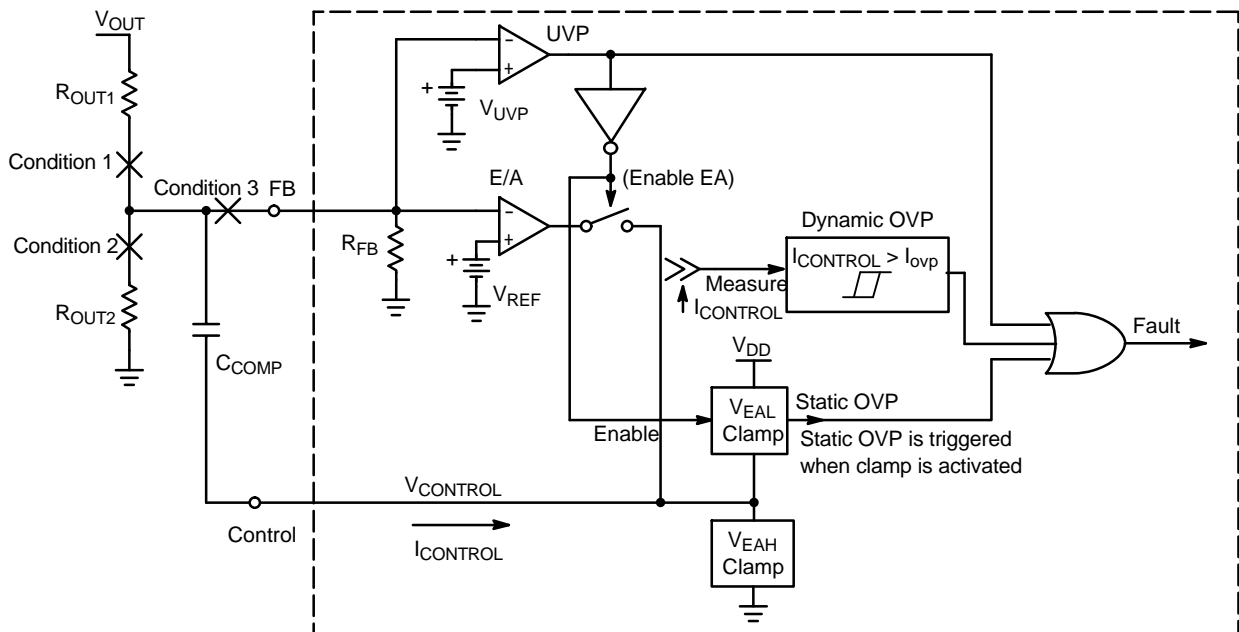 VOUT
ROUT1
Condition 1
Condition 3
FB
Condition 2
ROUT2
CCOMP
Control
UVP
−
+
+
VUVP
E/A
(Enable EA)
−
+
+
RFB
VREF
Dynamic OVP
ICONTROL > Iovp
Measure
ICONTROL
VDD
VEAL
Clamp
Enable
Static OVP
Static OVP is triggered
when clamp is activated
Fault
VCONTROL
ICONTROL
VEAH
Clamp